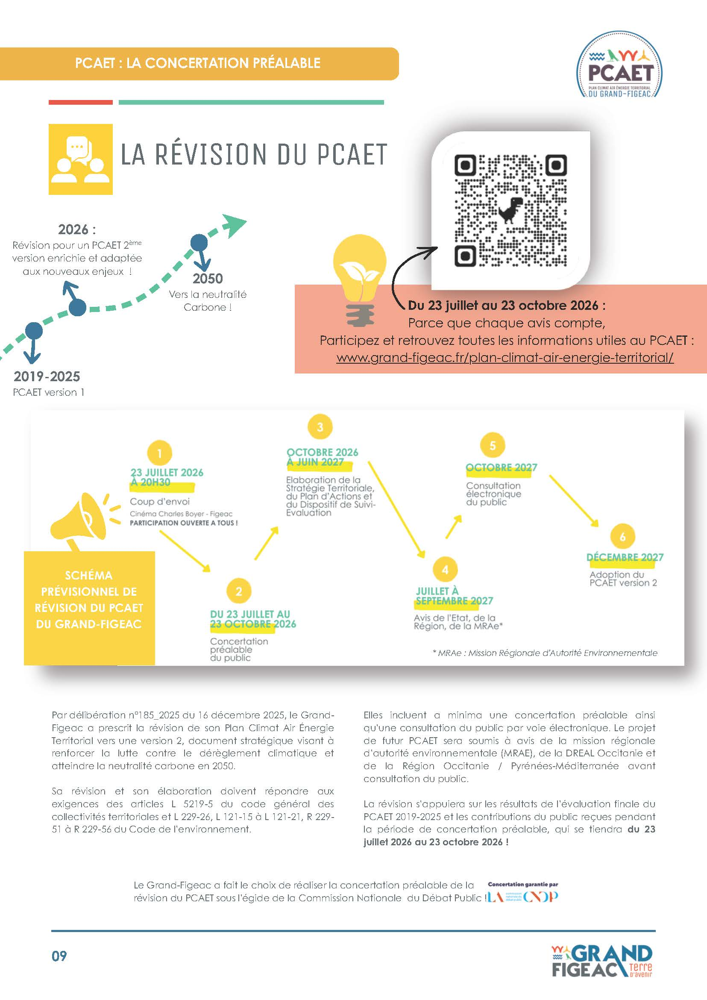 PCAET : LA CONCERTATION PRÉALABLE
PCAET
PLAN CLIMAT AIR ÉNERGIE TERRITORIAL
DU GRAND-FIGEAC
LA RÉVISION DU PCAET
2026 :
Révision pour un PCAET 2ème
version enrichie et adaptée
aux nouveaux enjeux !
2050
Vers la neutralité
Carbone !
2019-2025
PCAET version 1
Du 23 juillet au 23 octobre 2026 :
Parce que chaque avis compte,
Participez et retrouvez toutes les informations utiles au PCAET :
www.grand-figeac.fr/plan-climat-air-energie-territorial/
SCHÉMA
PRÉVISIONNEL DE
RÉVISION DU PCAET
DU GRAND-FIGEAC
1
23 JUILLET 2026
À 20H30
Coup d'envoi
Cinéma Charles Boyer - Figeac
PARTICIPATION OUVERTE A TOUS !
2
DU 23 JUILLET AU
23 OCTOBRE 2026
Concertation
préalable
du public
3
OCTOBRE 2026
À JUIN 2027
Elaboration de la
Stratégie Territoriale,
du Plan d'Actions et
du Dispositif de Suivi-
Evaluation
4
JUILLET À
SEPTEMBRE 2027
Avis de l'Etat, de la
Région, de la MRAe*
5
OCTOBRE 2027
Consultation
électronique
du public
6
DÉCEMBRE 2027
Adoption du
PCAET version 2
* MRAe : Mission Régionale d'Autorité Environnementale
Par délibération n°185_2025 du 16 décembre 2025, le Grand-
Figeac a prescrit la révision de son Plan Climat Air Énergie
Territorial vers une version 2, document stratégique visant à
renforcer la lutte contre le dérèglement climatique et
atteindre la neutralité carbone en 2050.
Sa révision et son élaboration doivent répondre aux
exigences des articles L 5219-5 du code général des
collectivités territoriales et L 229-26, L 121-15 à L 121-21, R 229-
51 à R 229-56 du Code de l'environnement.
Elles incluent a minima une concertation préalable ainsi
qu'une consultation du public par voie électronique. Le projet
de futur PCAET sera soumis à avis de la mission régionale
d'autorité environnementale (MRAE), de la DREAL Occitanie et
de la Région Occitanie / Pyrénées-Méditerranée avant
consultation du public.
La révision s'appuiera sur les résultats de l'évaluation finale du
PCAET 2019-2025 et les contributions du public reçues pendant
la période de concertation préalable, qui se tiendra du 23
juillet 2026 au 23 octobre 2026 !
Le Grand-Figeac a fait le choix de réaliser la concertation préalable de la
révision du PCAET sous l'égide de la Commission Nationale du Débat Public !
Concertation garantie par
LA commission nationale du débat public CNDP
09
GRAND
FIGEAC
Terre
D'avenir